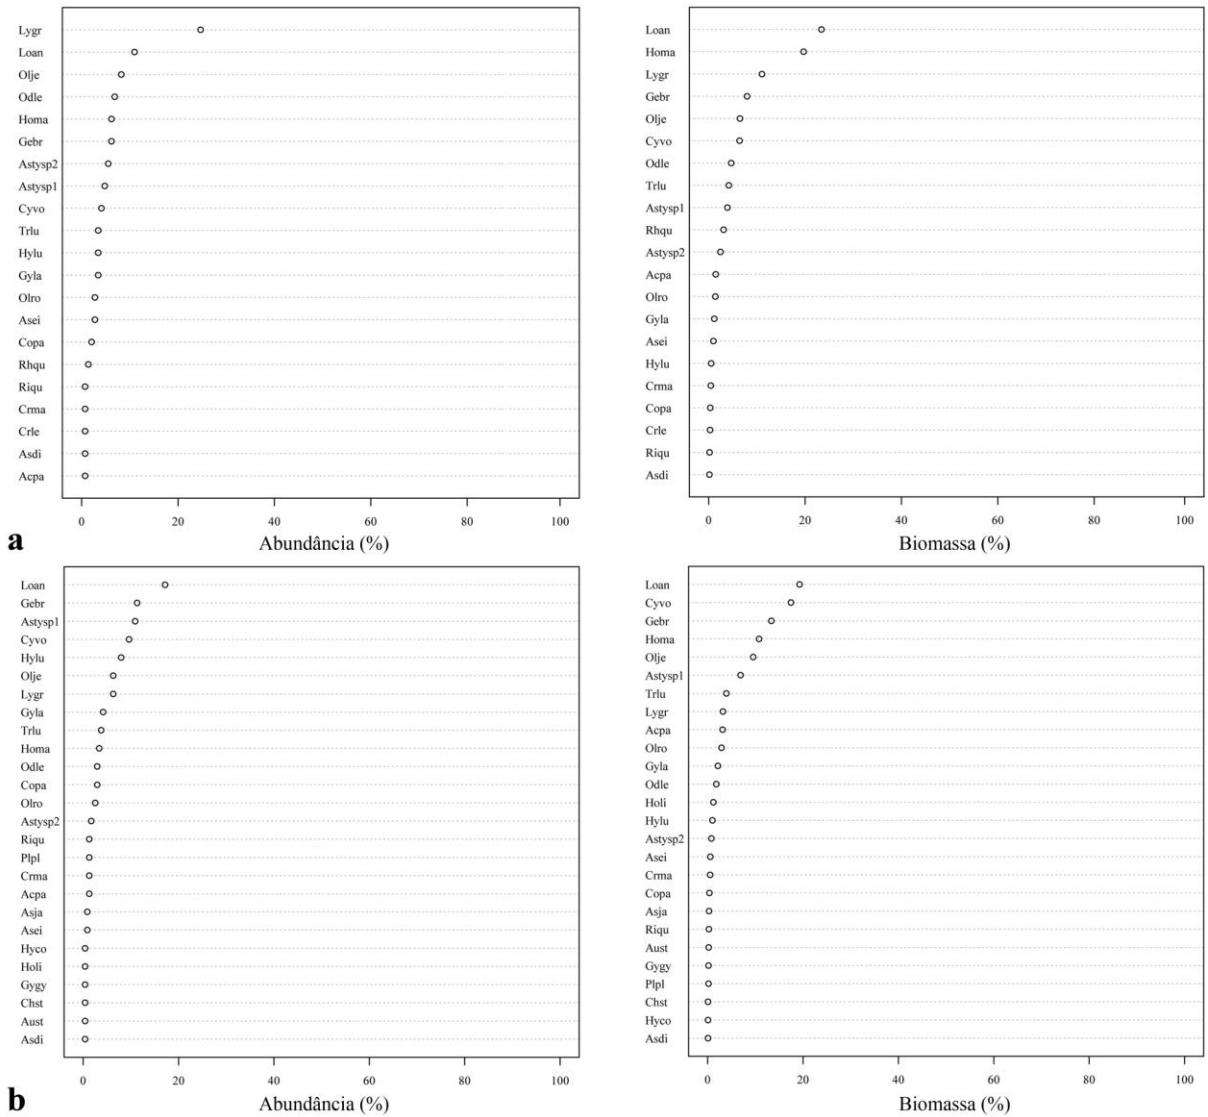 Lygr
Loan
Olje
Odle
Homa
Gebr
Astysp2
Astysp1
Cyvo
Trlu
Hylu
Gyla
Olro
Asei
Copa
Rhqu
Riqu
Crma
Crle
Asdi
Acpa
0 20 40 60 80 100
Abundância (%)
Loan
Homa
Lygr
Gebr
Olje
Cyvo
Odle
Trlu
Astysp1
Rhqu
Astysp2
Acpa
Olro
Gyla
Asei
Hylu
Crma
Copa
Crle
Riqu
Asdi
0 20 40 60 80 100
Biomassa (%)
a
Loan
Gebr
Astysp1
Cyvo
Hylu
Olje
Lygr
Gyla
Trlu
Homa
Odle
Copa
Olro
Astysp2
Riqu
Plpl
Crma
Acpa
Asja
Asei
Hyco
Holi
Gygy
Chst
Aust
Asdi
0 20 40 60 80 100
Abundância (%)
Loan
Cyvo
Gebr
Homa
Olje
Astysp1
Trlu
Lygr
Acpa
Olro
Gyla
Odle
Holi
Hylu
Astysp2
Asei
Crma
Copa
Asja
Riqu
Aust
Gygy
Plpl
Chst
Hyco
Asdi
0 20 40 60 80 100
Biomassa (%)
b